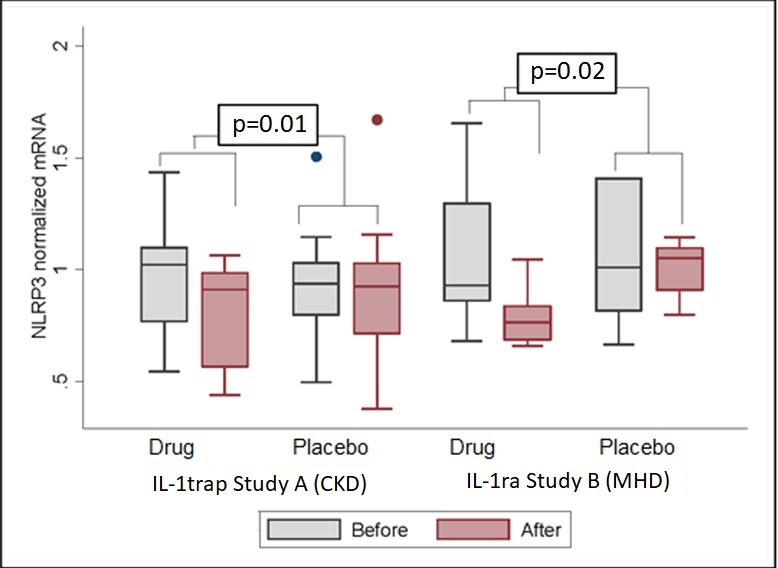 2
p=0.02
p=0.01
1.5
NLRP3 normalized mRNA
1
.5
Drug Placebo Drug Placebo
IL-1trap Study A (CKD) IL-1ra Study B (MHD)
Before After